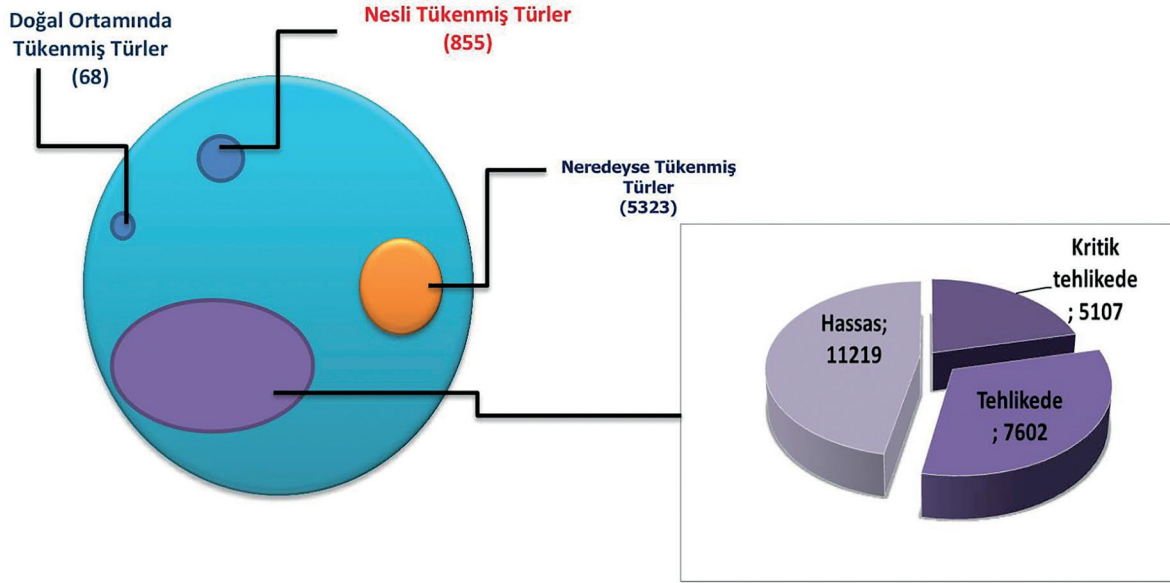 Doğal Ortamında
Tükenmiş Türler
(68)
Nesli Tükenmiş Türler
(855)
Neredeyse Tükenmiş
Türler
(5323)
Kritik
tehlikede
; 5107
Hassas;
11219
Tehlikede
; 7602